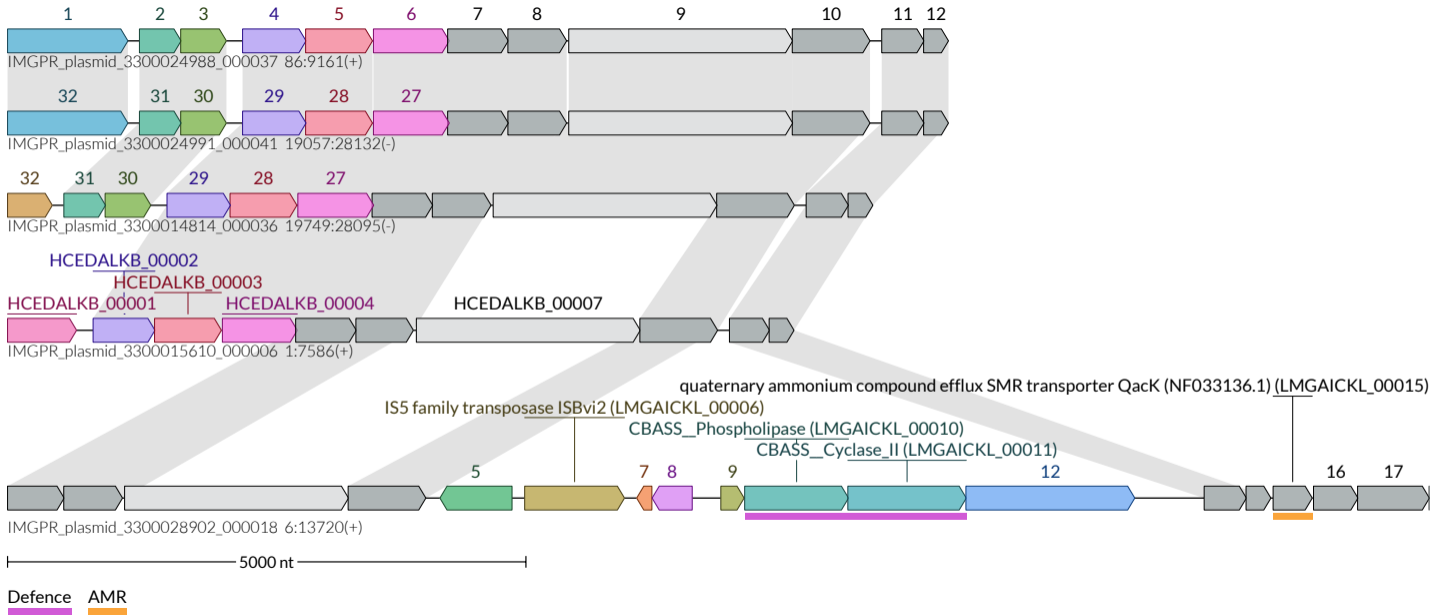 1 2 3 4 5 6 7 8 9 10 11 12
IMGPR_plasmid_3300024988_000037 86:9161(+)
32 31 30 29 28 27
IMGPR_plasmid_3300024991_000041 19057:28132(-)
32 31 30 29 28 27
IMGPR_plasmid_3300014814_000036 19749:28095(-)
HCEDALKB_00002
HCEDALKB_00003
HCEDALKB_00001 HCEDALKB_00004 HCEDALKB_00007
IMGPR_plasmid_3300015610_000006 1:7586(+)
quaternary ammonium compound efflux SMR transporter QacK (NF033136.1) (LMGAICKL_00015)
IS5 family transposase ISBvi2 (LMGAICKL_00006)
CBASS__Phospholipase (LMGAICKL_00010)
CBASS__Cyclase_II (LMGAICKL_00011)
5 7 8 9 12 16 17
IMGPR_plasmid_3300028902_000018 6:13720(+)
5000 nt
Defence AMR